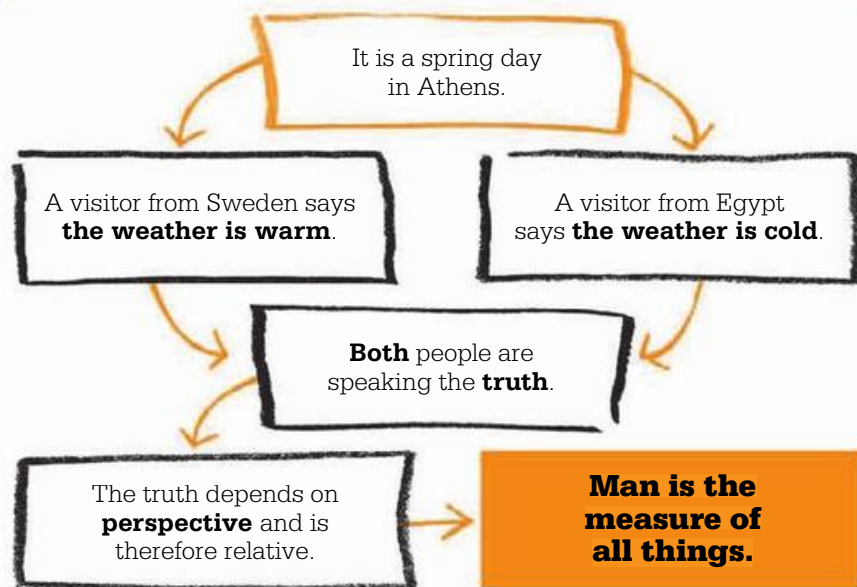 It is a spring day
in Athens.
A visitor from Sweden says
the weather is warm.
A visitor from Egypt
says the weather is cold.
Both people are
speaking the truth.
The truth depends on
perspective and is
therefore relative.
Man is the
measure of
all things.